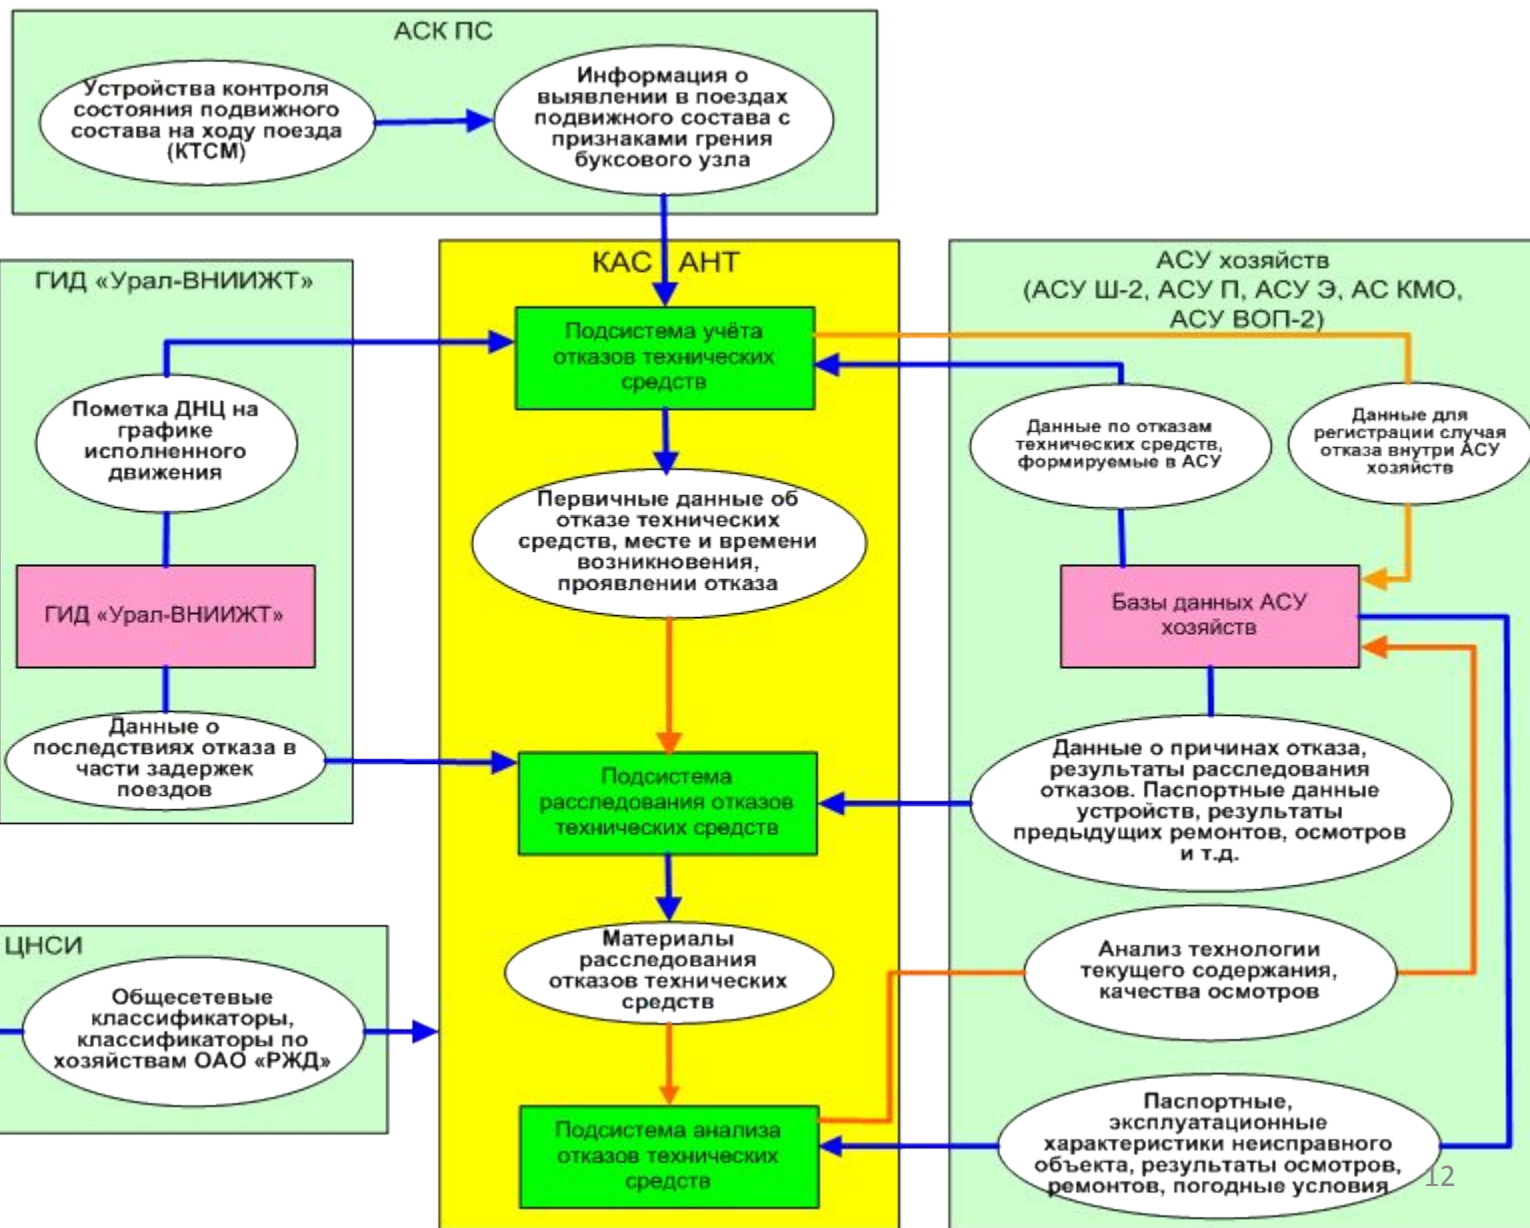 АСК ПС
Устройства контроля
состояния подвижного
состава на ходу поезда
(КТСМ)
Информация о
выявлении в поездах
подвижного состава с
признаками грения
буксового узла
ГИД «Урал-ВНИИЖТ»
Пометка ДНЦ на
графике
исполненного
движения
ГИД «Урал-ВНИИЖТ»
Данные о
последствиях отказа в
части задержек
поездов
ЦНСИ
Общесетевые
классификаторы,
классификаторы по
хозяйствам ОАО «РЖД»
КАС АНТ
Подсистема учёта
отказов технических
средств
Первичные данные об
отказе технических
средств, месте и времени
возникновения,
проявлении отказа
Подсистема
расследования отказов
технических средств
Материалы
расследования
отказов технических
средств
Подсистема анализа
отказов технических
средств
АСУ хозяйств
(АСУ Ш-2, АСУ П, АСУ Э, АС КМО,
АСУ ВОП-2)
Данные по отказам
технических средств,
формируемые в АСУ
Данные для
регистрации случая
отказа внутри АСУ
хозяйств
Базы данных АСУ
хозяйств
Данные о причинах отказа,
результаты расследования
отказов. Паспортные данные
устройств, результаты
предыдущих ремонтов, осмотров
и т.д.
Анализ технологии
текущего содержания,
качества осмотров
Паспортные,
эксплуатационные
характеристики неисправного
объекта, результаты осмотров,
ремонтов, погодные условия
12